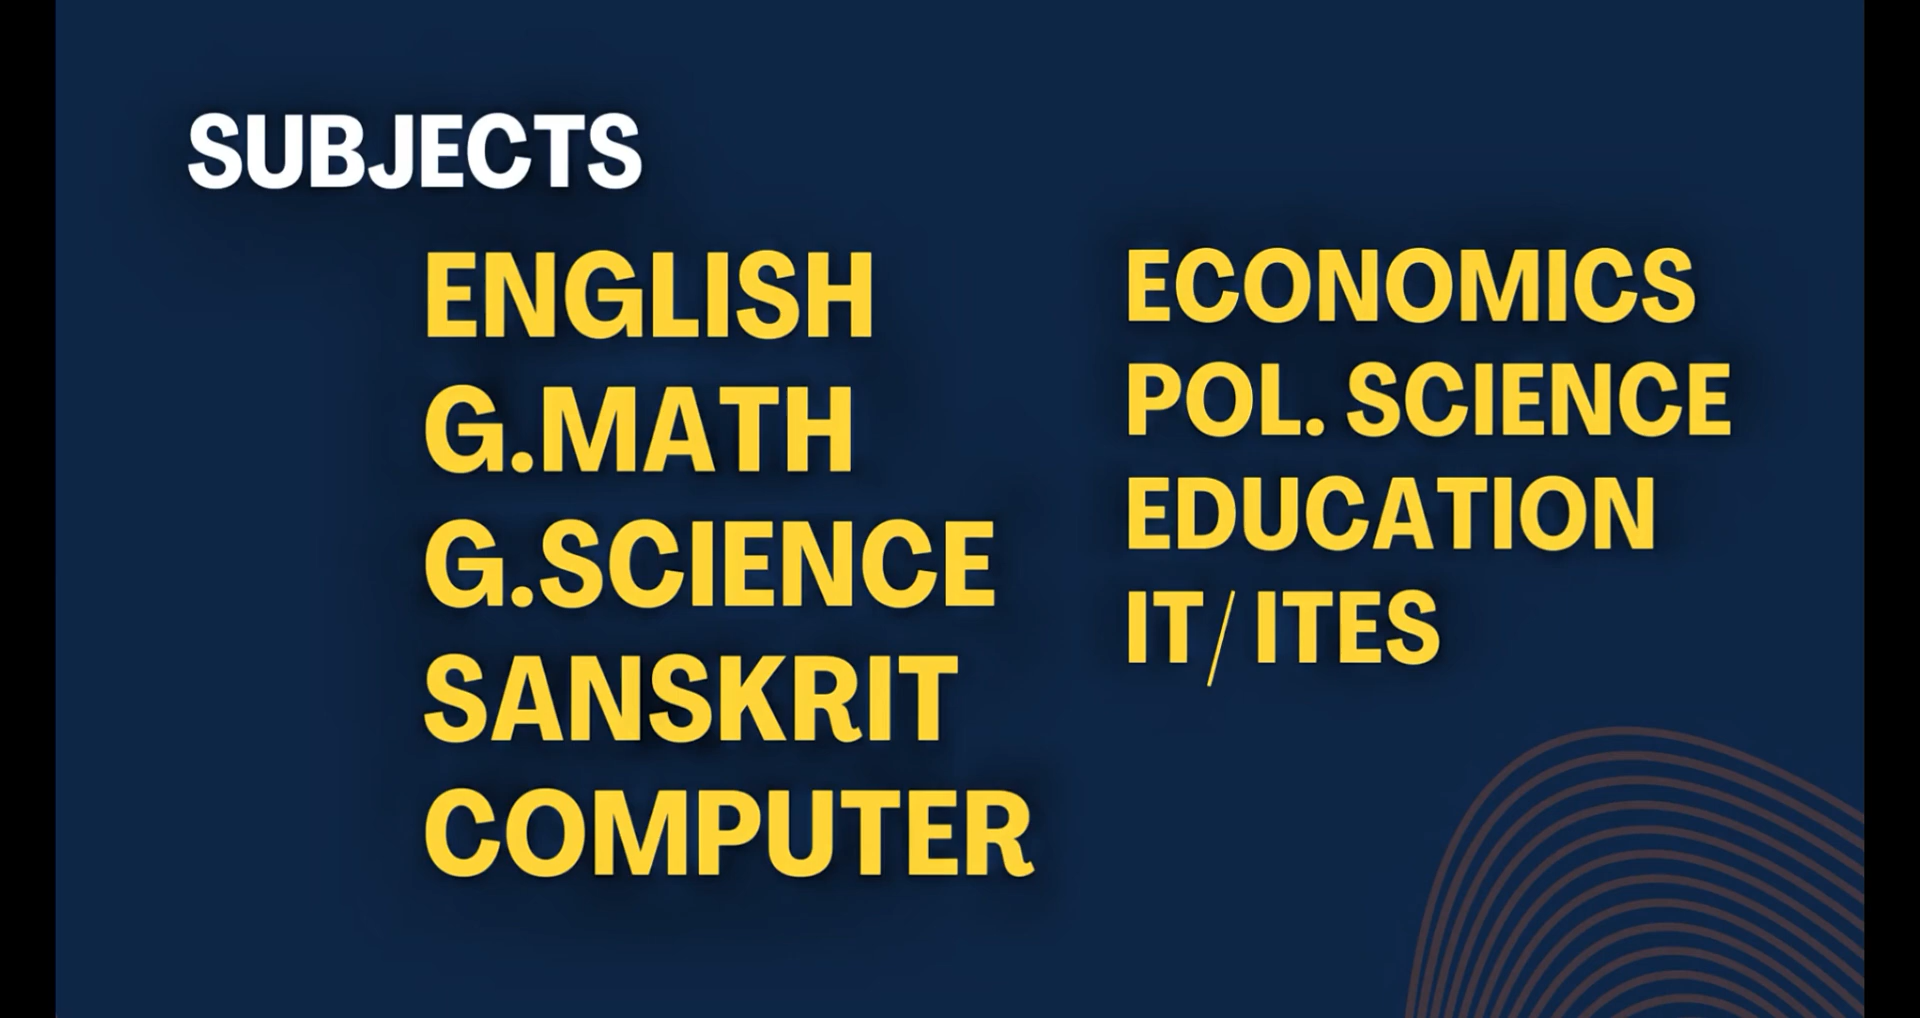 SUBJECTS
ENGLISH
G.MATH
G.SCIENCE
SANSKRIT
COMPUTER
ECONOMICS
POL. SCIENCE
EDUCATION
IT/ ITES